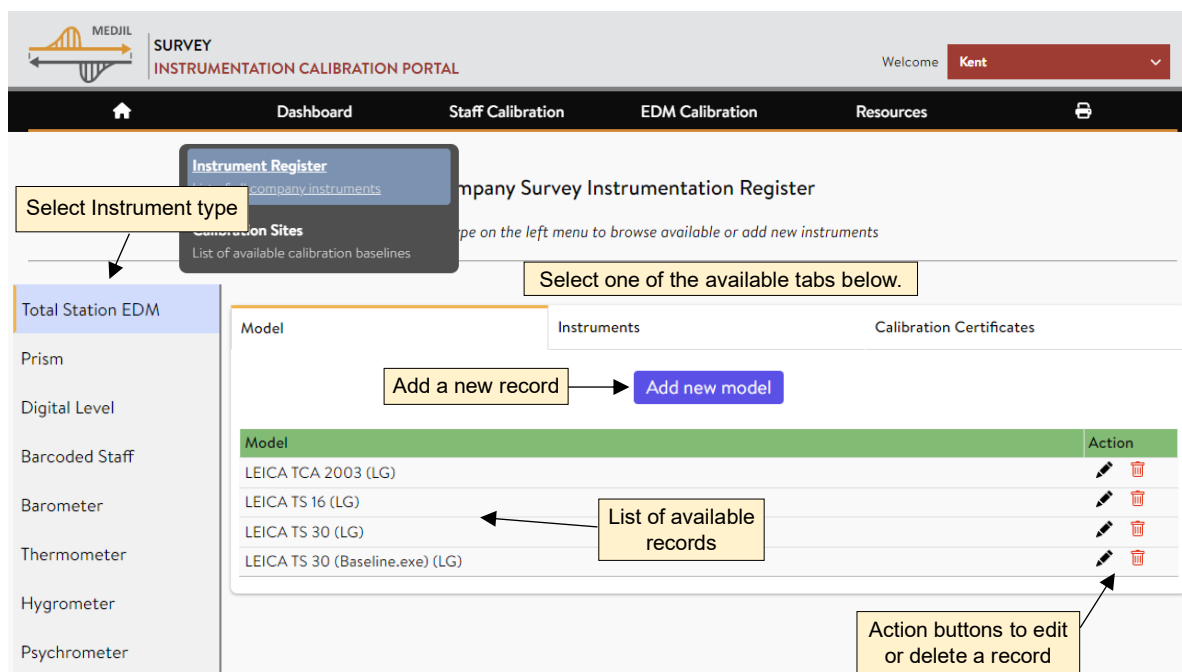 MEDJIL
SURVEY
INSTRUMENTATION CALIBRATION PORTAL
Welcome
Kent
Dashboard
Staff Calibration
EDM Calibration
Resources
Instrument Register
company instruments
Calibration Sites
List of available calibration baselines
Company Survey Instrumentation Register
on the left menu to browse available or add new instruments
Select Instrument type
Select one of the available tabs below.
Total Station EDM
Prism
Digital Level
Barcoded Staff
Barometer
Thermometer
Hygrometer
Psychrometer
Model
Instruments
Calibration Certificates
Add a new record
Add new model
Model
Action
LEICA TCA 2003 (LG)
LEICA TS 16 (LG)
LEICA TS 30 (LG)
LEICA TS 30 (Baseline.exe) (LG)
List of available
records
Action buttons to edit
or delete a record